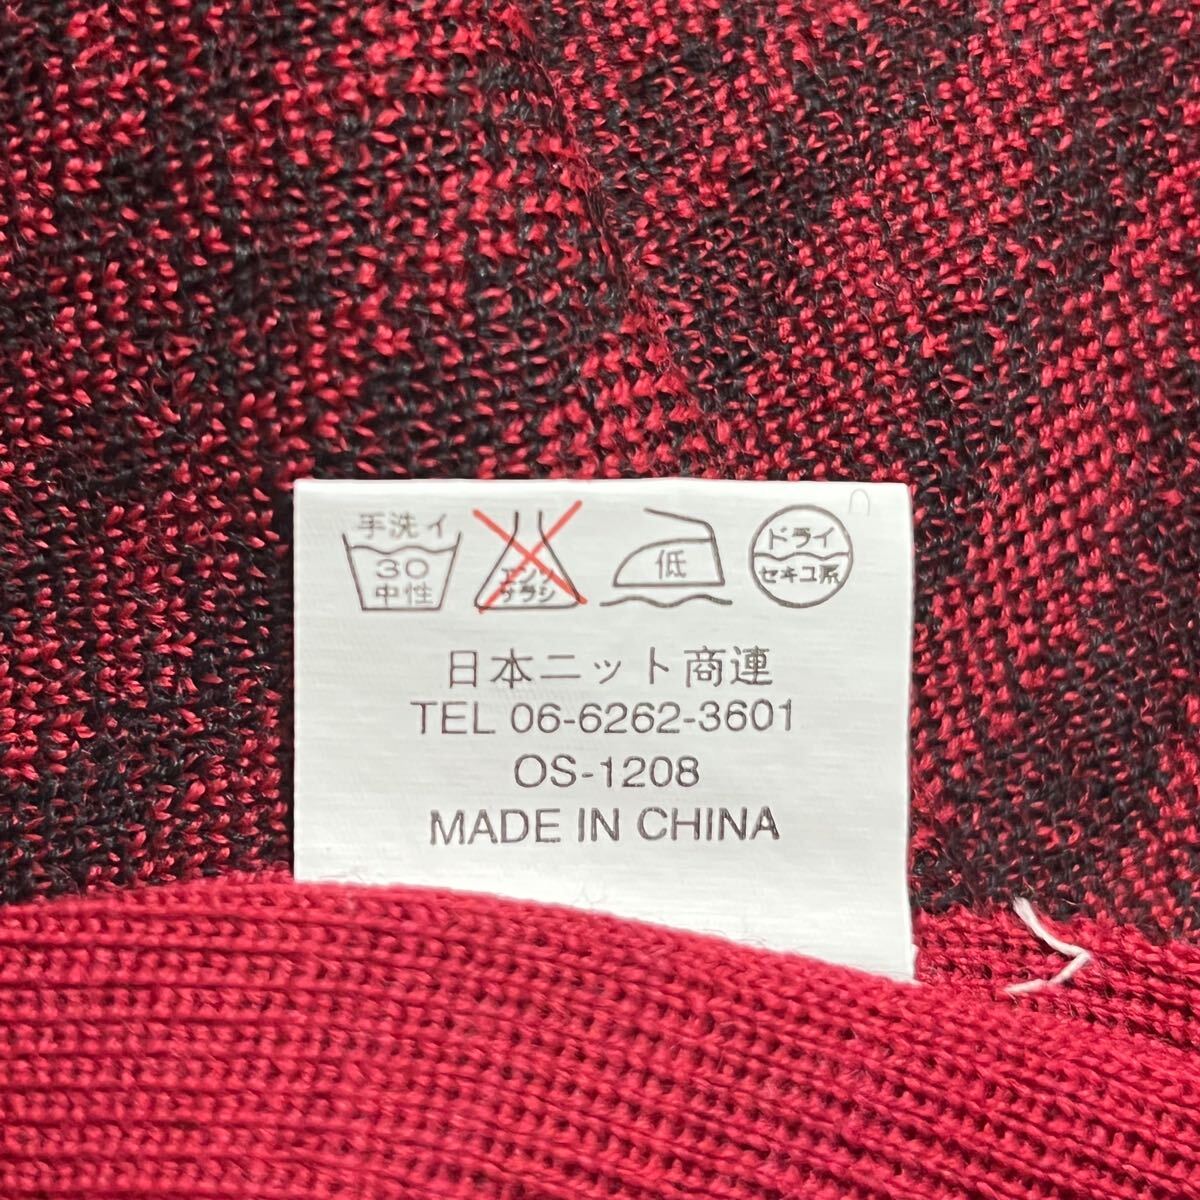 手洗イ
30
中性
エンソ
サラシ
低
ドライ
セキユ系
日本ニット商連
TEL 06-6262-3601
OS-1208
MADE IN CHINA